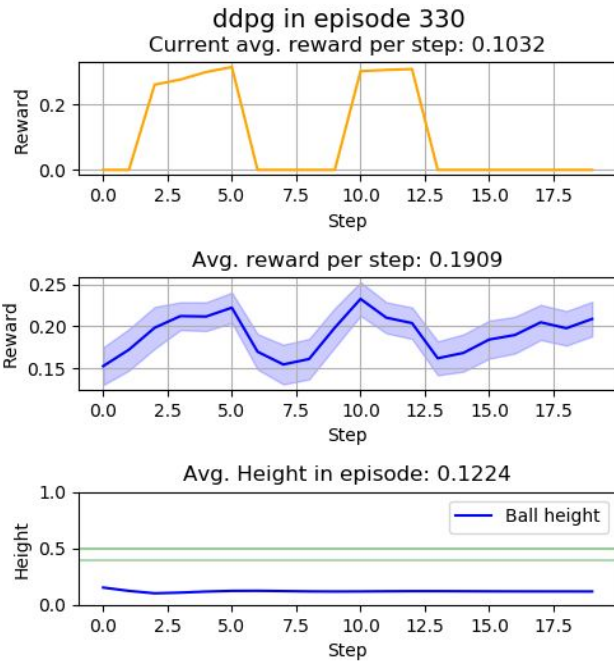 ddpg in episode 330
Current avg. reward per step: 0.1032
Reward
0.2
0.0
0.0 2.5 5.0 7.5 10.0 12.5 15.0 17.5
Step
Avg. reward per step: 0.1909
Reward
0.25
0.20
0.15
0.0 2.5 5.0 7.5 10.0 12.5 15.0 17.5
Step
Avg. Height in episode: 0.1224
Height
1.0
0.5
0.0
Ball height
0.0 2.5 5.0 7.5 10.0 12.5 15.0 17.5
Step